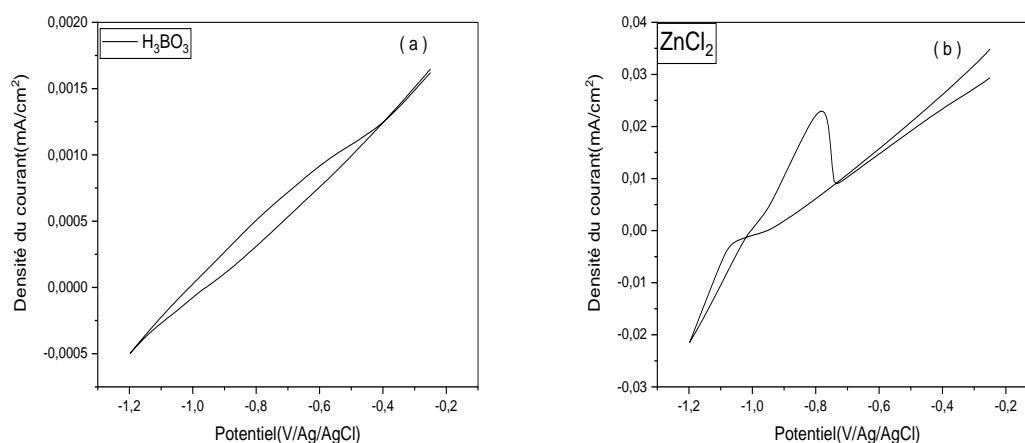 H₃BO₃
( a )
0,0020
0,0015
0,0010
0,0005
0,0000
-0,0005
Densité du courant(mA/cm²)
-1,2 -1,0 -0,8 -0,6 -0,4 -0,2
Potentiel(V/Ag/AgCl)
ZnCl₂
( b )
0,04
0,03
0,02
0,01
0,00
-0,01
-0,02
-0,03
Densité du courant(mA/cm²)
-1,2 -1,0 -0,8 -0,6 -0,4 -0,2
Potentiel(V/Ag/AgCl)